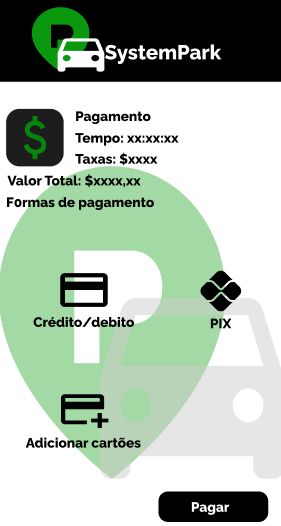 SystemPark
Pagamento
Tempo: xx:xx:xx
Taxas: $xxxx
Valor Total: $xxxx,xx
Formas de pagamento
P
Crédito/debito
PIX
Adicionar cartões
Pagar